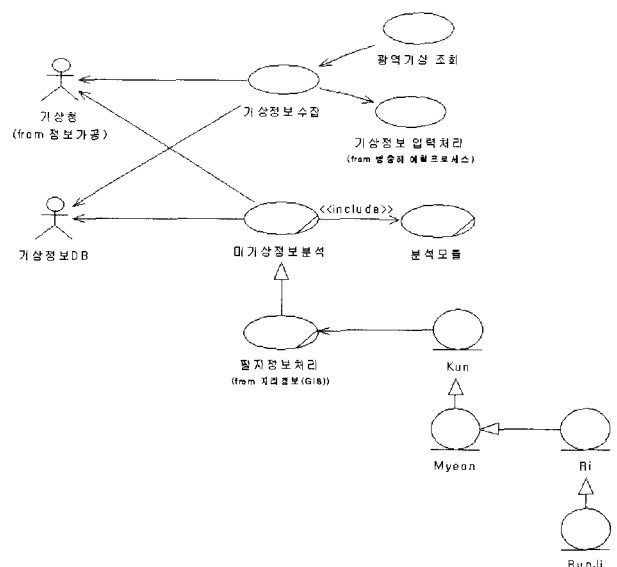 광역기상 조회
기상청
(from 정보가공)
기상정보 수집
기상정보 입력처리
(from 병충해 예찰프로세스)
<<include>>
기상정보DB
미기상정보분석
분석모듈
필지정보처리
(from 지리정보(GIS))
Kun
Myeon
Ri
BunJi